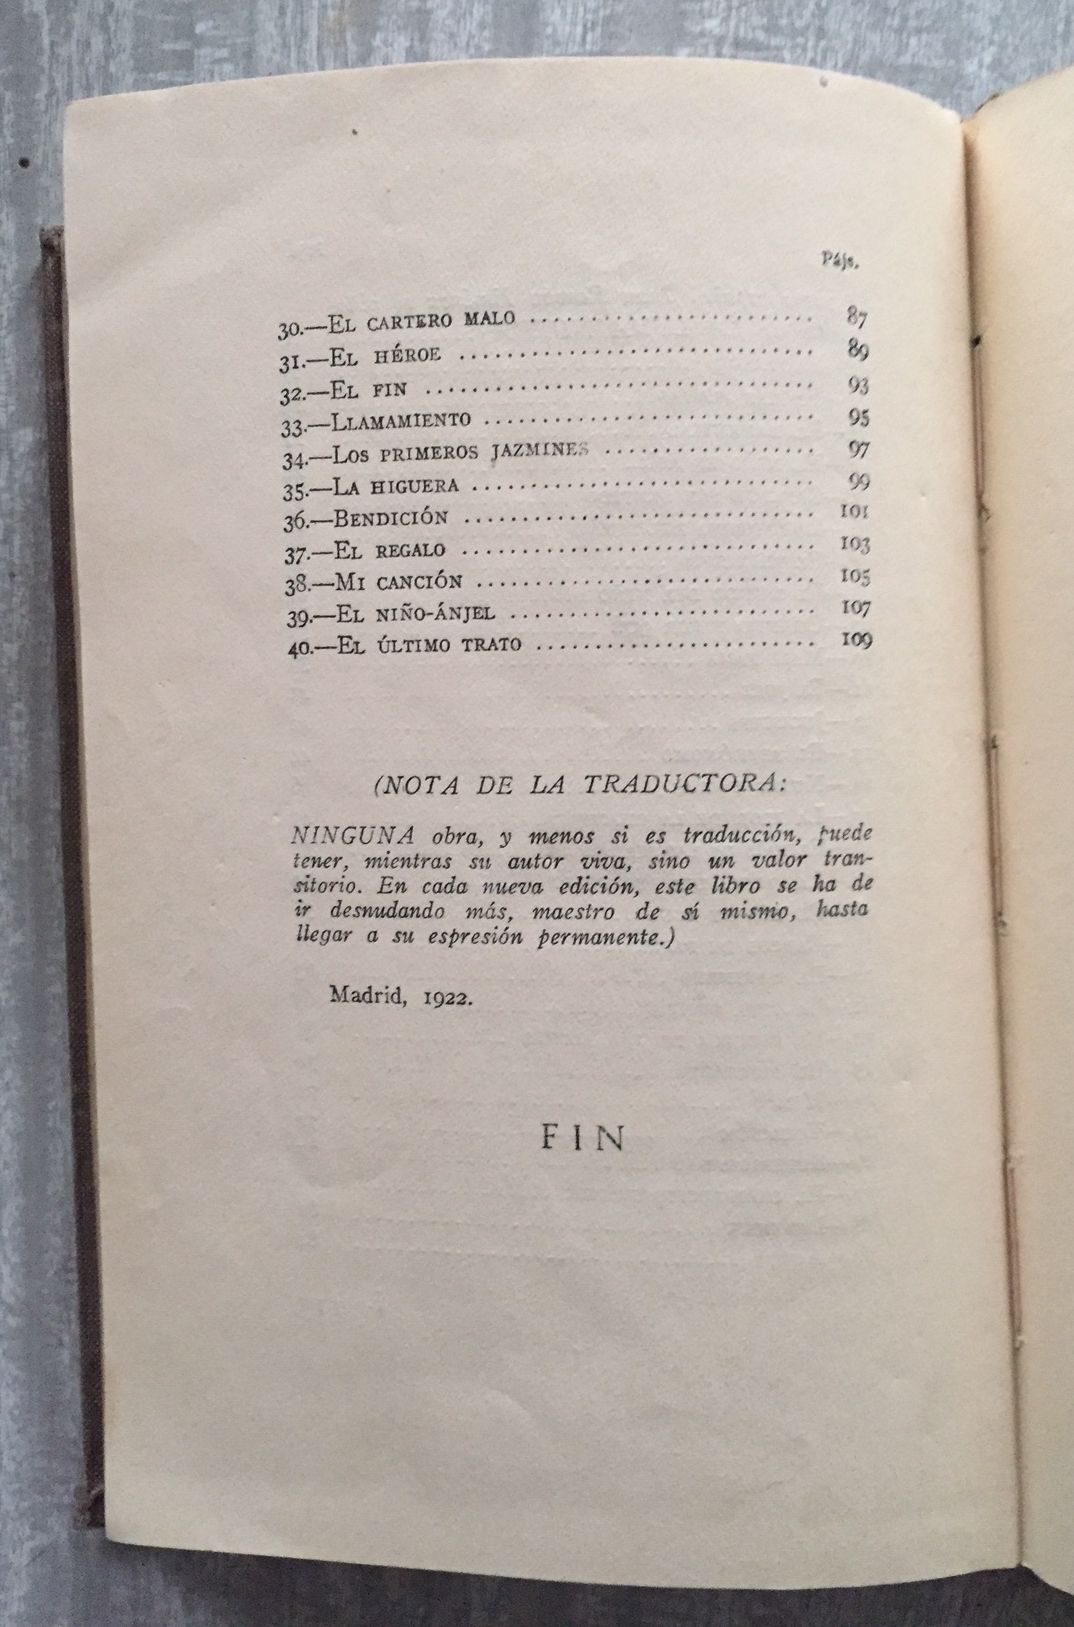 Pájs.
30.—EL CARTERO MALO ........................ 87
31.—EL HÉROE .............................. 89
32.—EL FIN ................................. 93
33.—LLAMAMIENTO ............................ 95
34.—LOS PRIMEROS JAZMINES .................. 97
35.—LA HIGUERA ............................. 99
36.—BENDICIÓN .............................. 101
37.—EL REGALO .............................. 103
38.—MI CANCIÓN ............................. 105
39.—EL NIÑO-ÁNJEL .......................... 107
40.—EL ÚLTIMO TRATO ........................ 109
(NOTA DE LA TRADUCTORA:
NINGUNA obra, y menos si es traducción, puede
tener, mientras su autor viva, sino un valor tran-
sitorio. En cada nueva edición, este libro se ha de
ir desnudando más, maestro de sí mismo, hasta
llegar a su espresión permanente.)
Madrid, 1922.
FIN